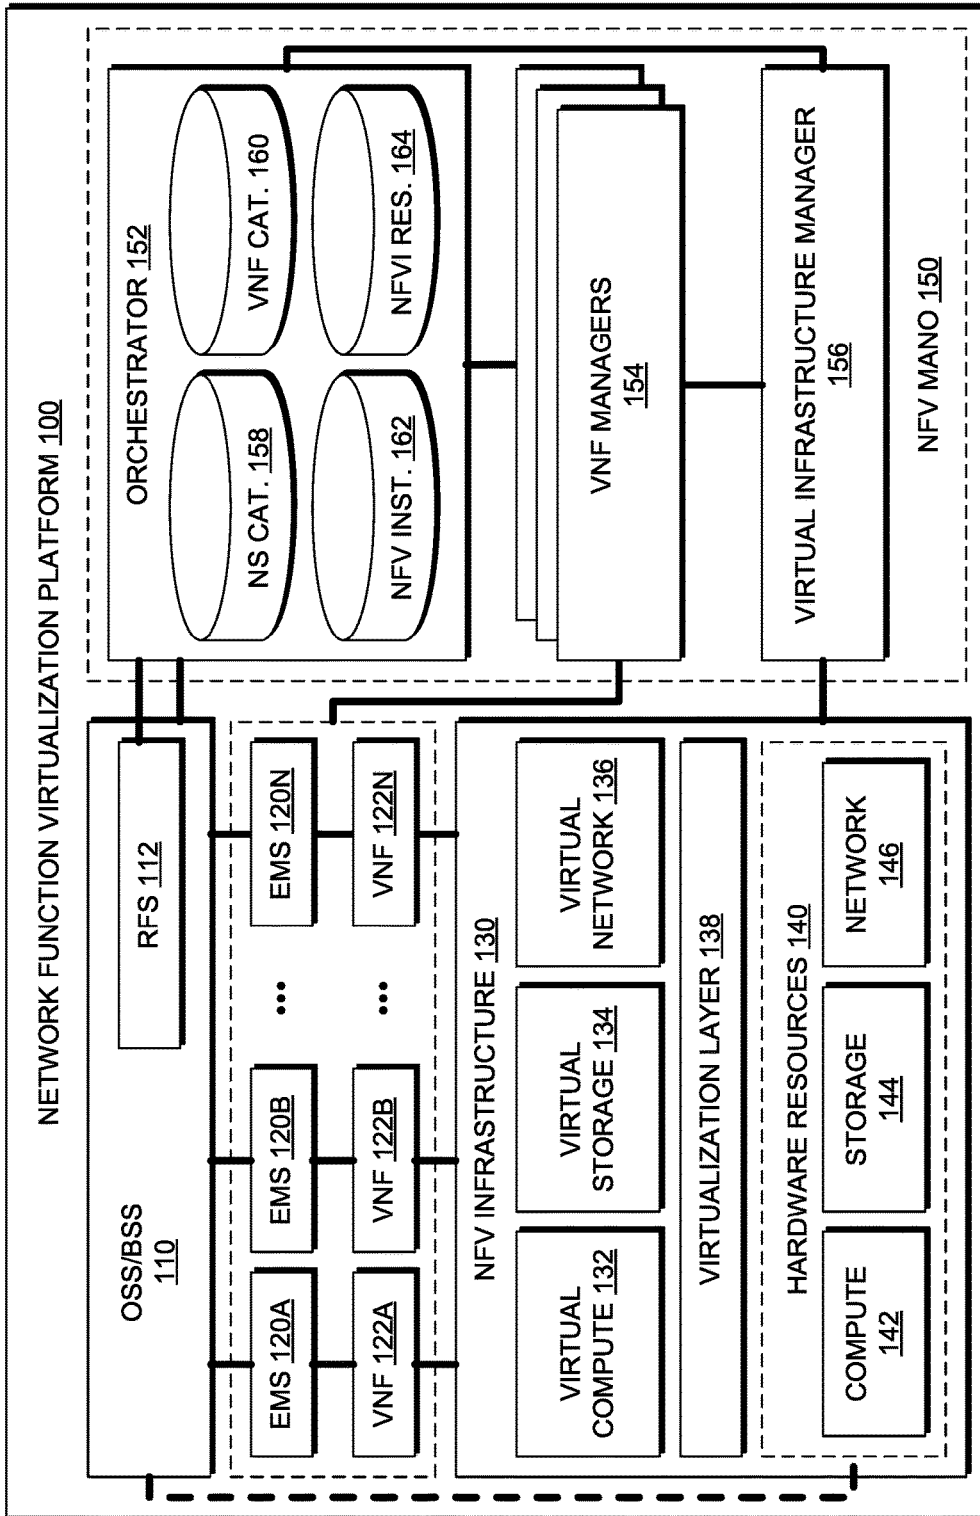 NETWORK FUNCTION VIRTUALIZATION PLATFORM 100
OSS/BSS
110
RFS 112
EMS 120A
EMS 120B
...
EMS 120N
VNF 122A
VNF 122B
...
VNF 122N
NFV INFRASTRUCTURE 130
VIRTUAL
COMPUTE 132
VIRTUAL
STORAGE 134
VIRTUAL
NETWORK 136
VIRTUALIZATION LAYER 138
HARDWARE RESOURCES 140
COMPUTE
142
STORAGE
144
NETWORK
146
ORCHESTRATOR 152
NS CAT. 158
VNF CAT. 160
NFV INST. 162
NFVI RES. 164
VNF MANAGERS
154
VIRTUAL INFRASTRUCTURE MANAGER
156
NFV MANO 150